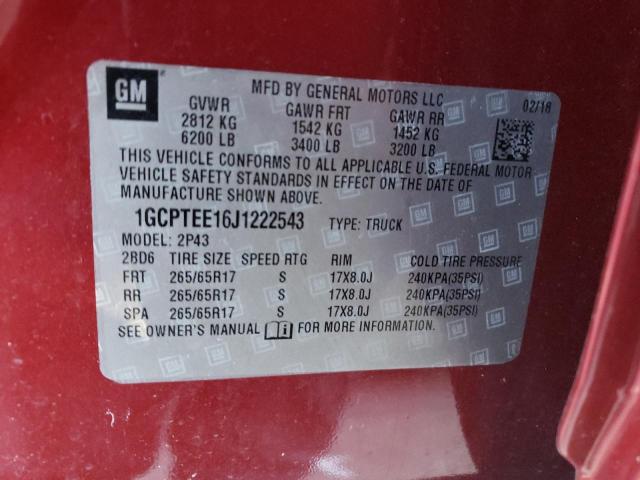 GM
MFD BY GENERAL MOTORS LLC 02/18
GVWR GAWR FRT GAWR RR
2812 KG 1542 KG 1452 KG
6200 LB 3400 LB 3200 LB
THIS VEHICLE CONFORMS TO ALL APPLICABLE U.S. FEDERAL MOTOR
VEHICLE SAFETY STANDARDS IN EFFECT ON THE DATE OF
MANUFACTURE SHOWN ABOVE.
1GCPTEE16J1222543 TYPE: TRUCK
MODEL: 2P43
2BD6 TIRE SIZE SPEED RTG RIM COLD TIRE PRESSURE
FRT 265/65R17 S 17X8.0J 240KPA(35PSI)
RR 265/65R17 S 17X8.0J 240KPA(35PSI)
SPA 265/65R17 S 17X8.0J 240KPA(35PSI)
SEE OWNER'S MANUAL i FOR MORE INFORMATION.